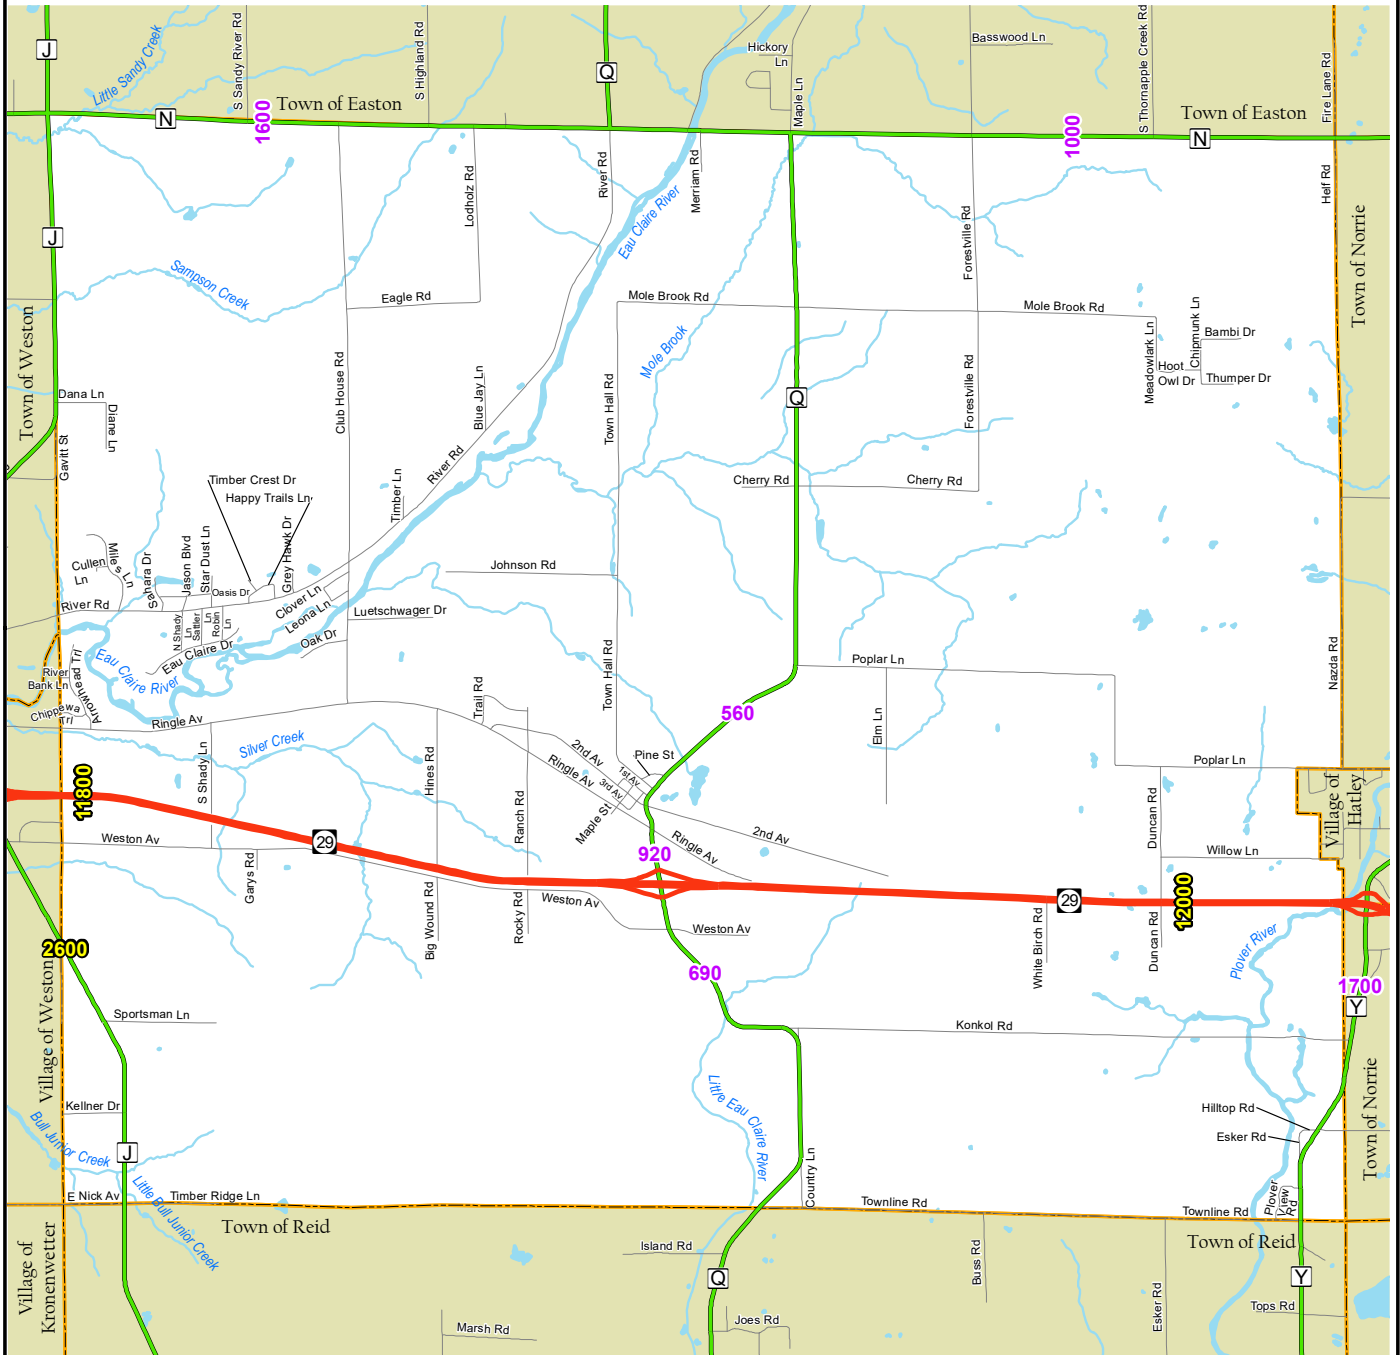 Hickory
Ln
Basswood Ln
S Sandy River Rd
S Highland Rd
Maple Ln
S Thornapple Creek Rd
Fire Lane Rd
J
Little Sandy Creek
Q
Town of Easton
Town of Easton
N
1600
1000
N
Lodholz Rd
River Rd
Merriam Rd
Helf Rd
Eau Claire River
Forestville Rd
Town of Norrie
J
Sampson Creek
Eagle Rd
Mole Brook Rd
Mole Brook Rd
Town of Weston
Mole Brook
Meadowlark Ln
Chipmunk Ln
Bambi Dr
Hoot
Owl Dr
Thumper Dr
Club House Rd
Blue Jay Ln
Town Hall Rd
Forestville Rd
Q
Dana Ln
Diane Ln
Gavitt St
River Rd
Timber Ln
Timber Crest Dr
Happy Trails Ln
Cherry Rd
Cherry Rd
Cullen
Ln
Mile's Ln
Sahara Dr
Jason Blvd
Star Dust Ln
Grey Hawk Dr
Oasis Dr
Johnson Rd
River Rd
Clover Ln
Leona Ln
Luetschwager Dr
N Shady
Ln
Sattler
Ln
Robin
Ln
Oak Dr
Eau Claire Dr
Eau Claire River
River
Bank Ln
Arrowhead Trl
Chippewa
Trl
Town Hall Rd
Poplar Ln
Nazda Rd
Trail Rd
Ringle Av
560
Elm Ln
Silver Creek
S Shady Ln
Hines Rd
2nd Av
Ringle Av
Pine St
1st Av
3rd Av
Maple St
Poplar Ln
11800
Village of
Hatley
Ranch Rd
Duncan Rd
Weston Av
29
2nd Av
Ringle Av
920
Willow Ln
Garys Rd
Big Wound Rd
Rocky Rd
Weston Av
Weston Av
29
12000
White Birch Rd
Duncan Rd
Plover River
2600
690
1700
Y
Village of Weston
Sportsman Ln
Konkol Rd
Kellner Dr
Little Eau Claire River
Hilltop Rd
Esker Rd
Town of Norrie
Bull Junior Creek
J
Little Bull Junior Creek
Country Ln
E Nick Av
Timber Ridge Ln
Townline Rd
Townline Rd
Plover
View
Rd
Town of Reid
Town of Reid
Village of
Kronenwetter
Island Rd
Buss Rd
Q
Y
Esker Rd
Tops Rd
Joes Rd
Marsh Rd